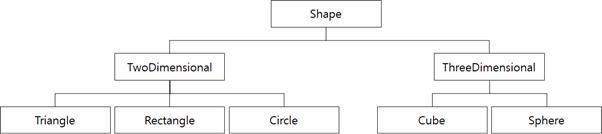 Shape
TwoDimensional
ThreeDimensional
Triangle
Rectangle
Circle
Cube
Sphere